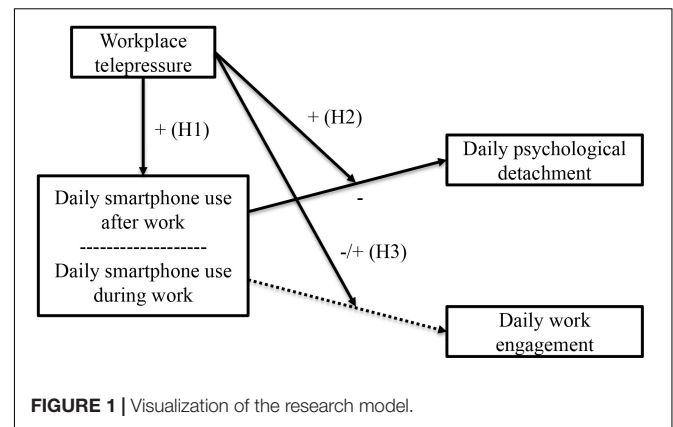 Workplace
telepressure
+ (H1)
+ (H2)
Daily psychological
detachment
Daily smartphone use
after work
-------------------
Daily smartphone use
during work
-
-/+ (H3)
Daily work
engagement
FIGURE 1 | Visualization of the research model.